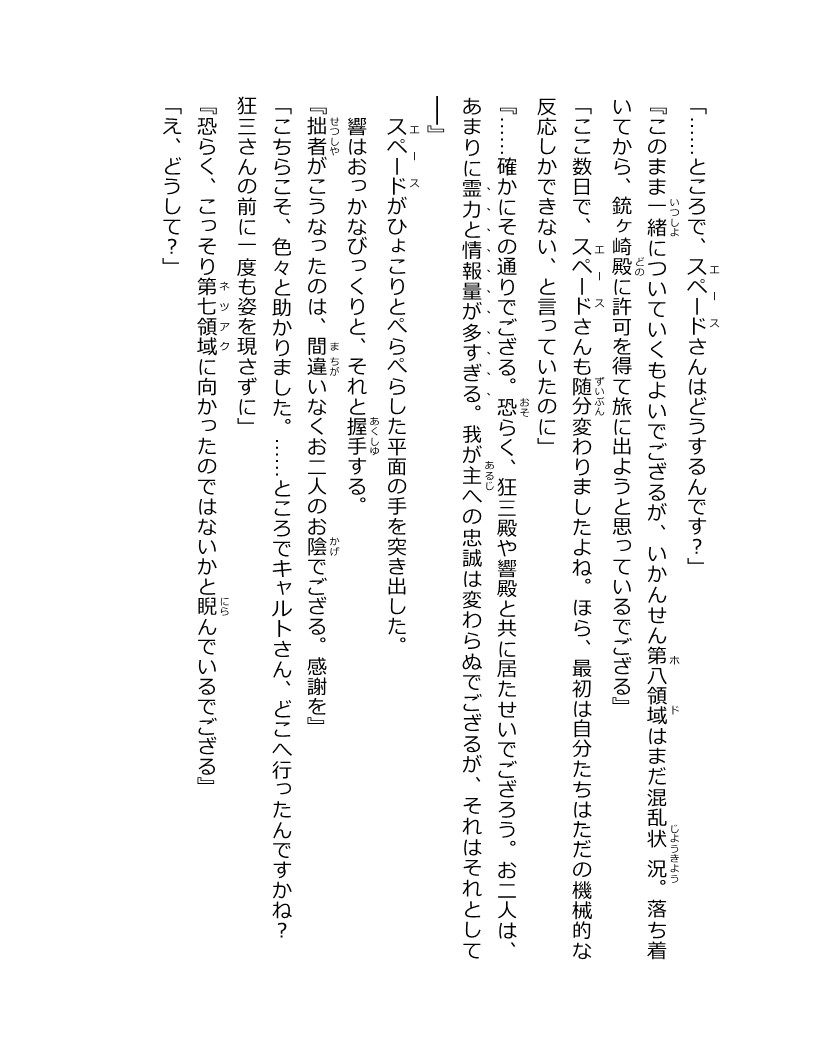 「……ところで、スペードさんはどうするんです？」
『このまま一緒についていくもよいでござるが、いかんせん第八領域はまだ混乱状況。落ち着
いてから、銃ヶ崎殿に許可を得て旅に出ようと思っているでござる』
「ここ数日で、スペードさんも随分変わりましたよね。ほら、最初は自分たちはただの機械的な
反応しかできない、と言っていたのに」
『……確かにその通りでござる。恐らく、狂三殿や響殿と共に居たせいでござろう。お二人は、
あまりに霊力と情報量が多すぎる。我が主への忠誠は変わらぬでござるが、それはそれとして
――』
スペードがひょこりとぺらぺらした平面の手を突き出した。
響はおっかなびっくりと、それと握手する。
『拙者がこうなったのは、間違いなくお二人のお陰でござる。感謝を』
「こちらこそ、色々と助かりました。……ところでキャルトさん、どこへ行ったんですかね？
狂三さんの前に一度も姿を現さずに」
『恐らく、こっそり第七領域に向かったのではないかと睨んでいるでござる』
「え、どうして？」